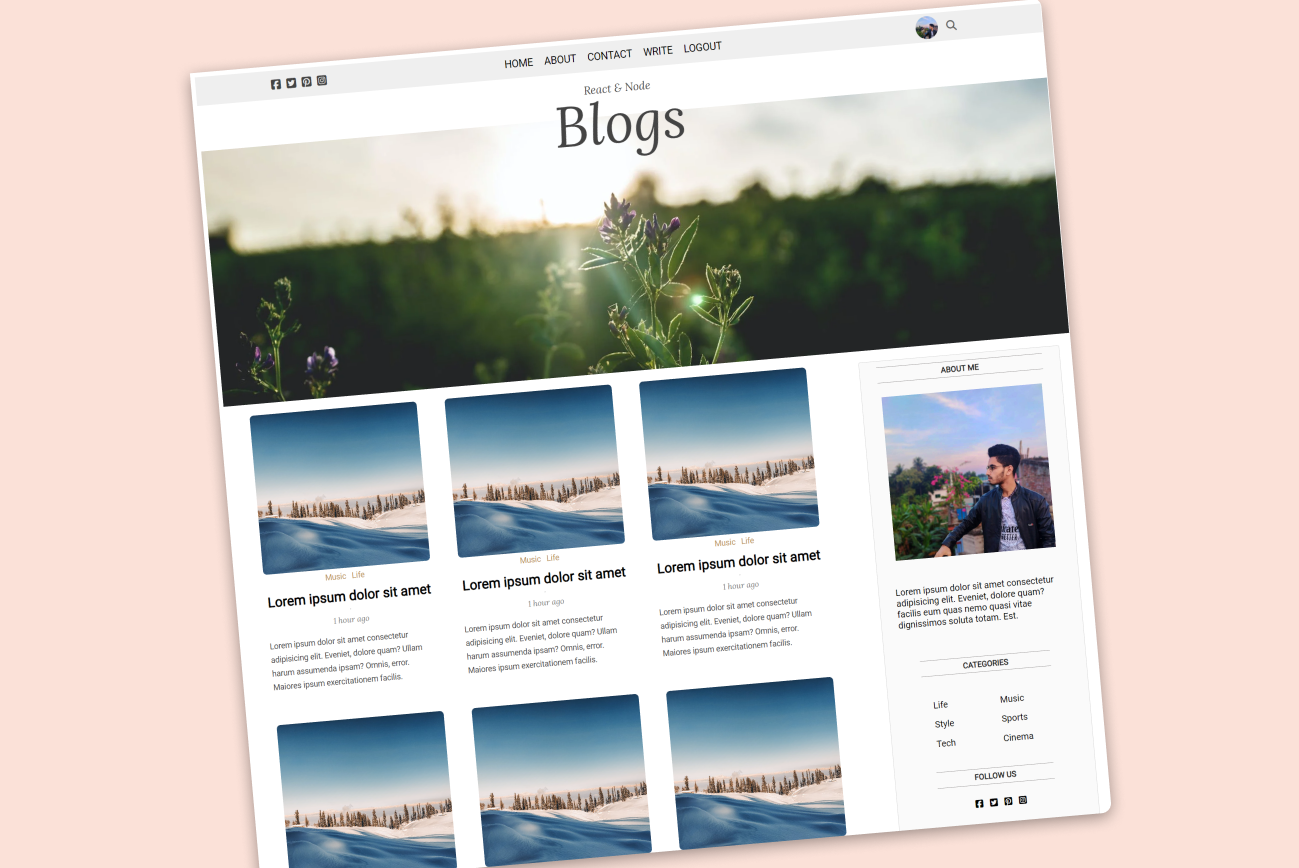 HOME ABOUT CONTACT WRITE LOGOUT
React & Node
Blogs
Music Life
Lorem ipsum dolor sit amet
1 hour ago
Lorem ipsum dolor sit amet consectetur
adipisicing elit. Eveniet, dolore quam? Ullam
harum assumenda ipsam? Omnis, error.
Maiores ipsum exercitationem facilis.
Music Life
Lorem ipsum dolor sit amet
1 hour ago
Lorem ipsum dolor sit amet consectetur
adipisicing elit. Eveniet, dolore quam? Ullam
harum assumenda ipsam? Omnis, error.
Maiores ipsum exercitationem facilis.
Music Life
Lorem ipsum dolor sit amet
1 hour ago
Lorem ipsum dolor sit amet consectetur
adipisicing elit. Eveniet, dolore quam? Ullam
harum assumenda ipsam? Omnis, error.
Maiores ipsum exercitationem facilis.
ABOUT ME
Lorem ipsum dolor sit amet consectetur
adipisicing elit. Eveniet, dolore quam?
facilis eum quas nemo quasi vitae
dignissimos soluta totam. Est.
CATEGORIES
Life Music
Style Sports
Tech Cinema
FOLLOW US